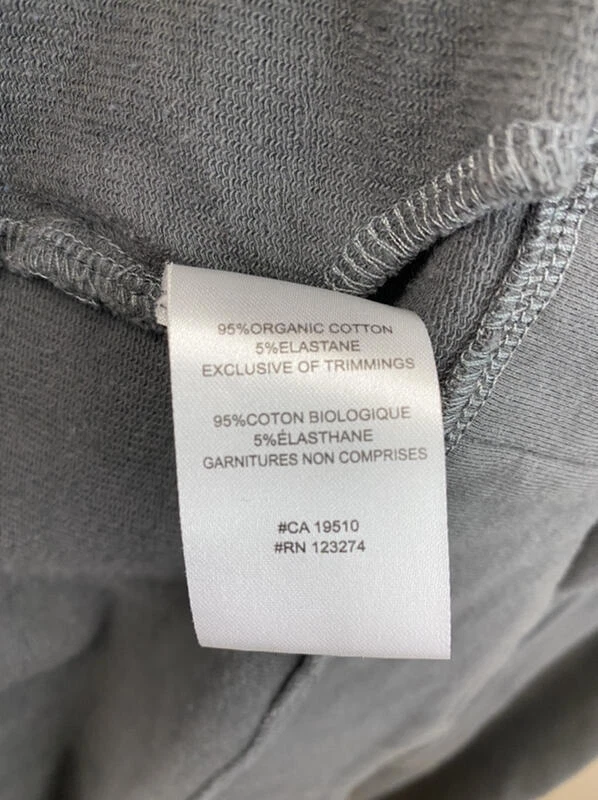 95%ORGANIC COTTON
5%ELASTANE
EXCLUSIVE OF TRIMMINGS
95%COTON BIOLOGIQUE
5%ÉLASTHANE
GARNITURES NON COMPRISES
#CA 19510
#RN 123274